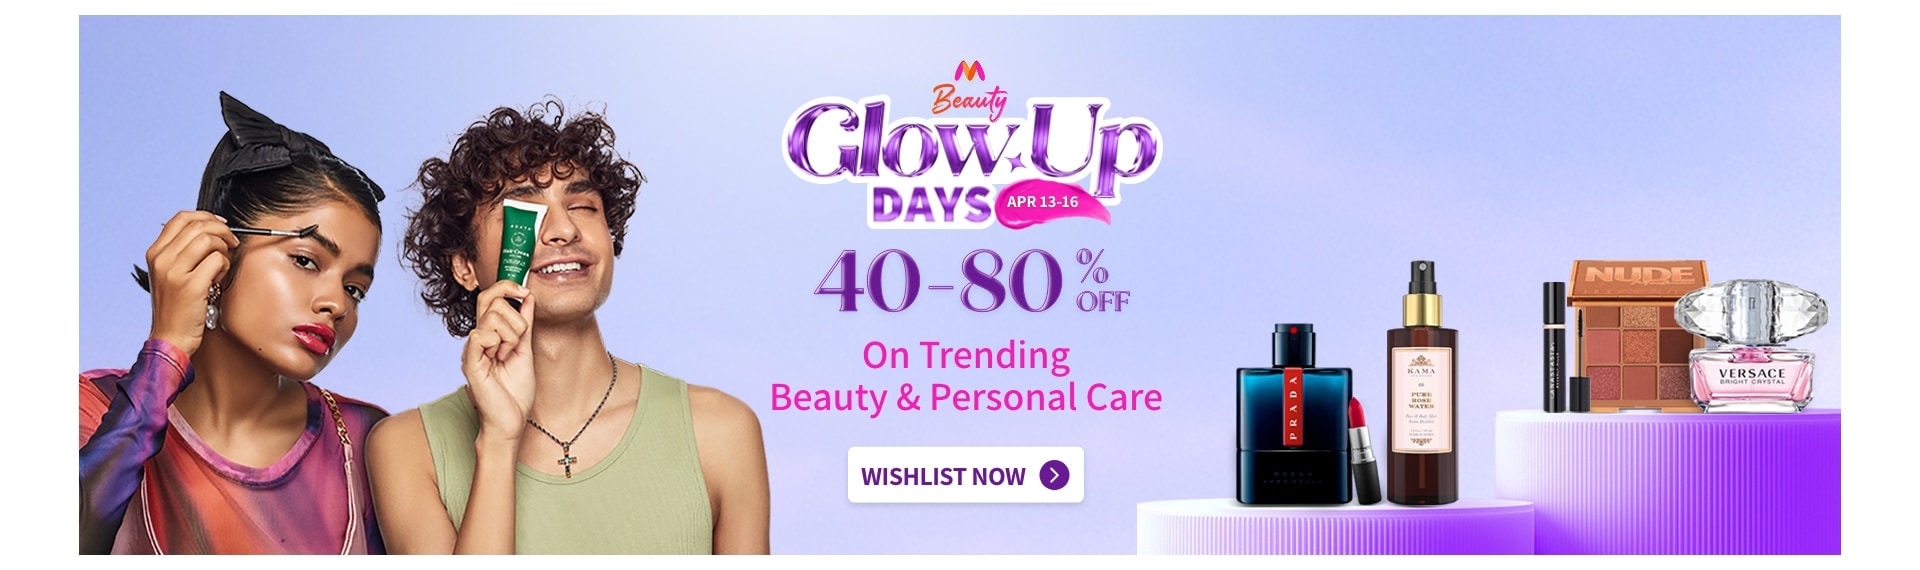 Beauty
Glow Up
DAYS
APR 13-16
40-80% OFF
On Trending
Beauty & Personal Care
WISHLIST NOW
PRADA
KAMA
PURE
ROSE
WATER
NUDE
VERSACE
BRIGHT CRYSTAL